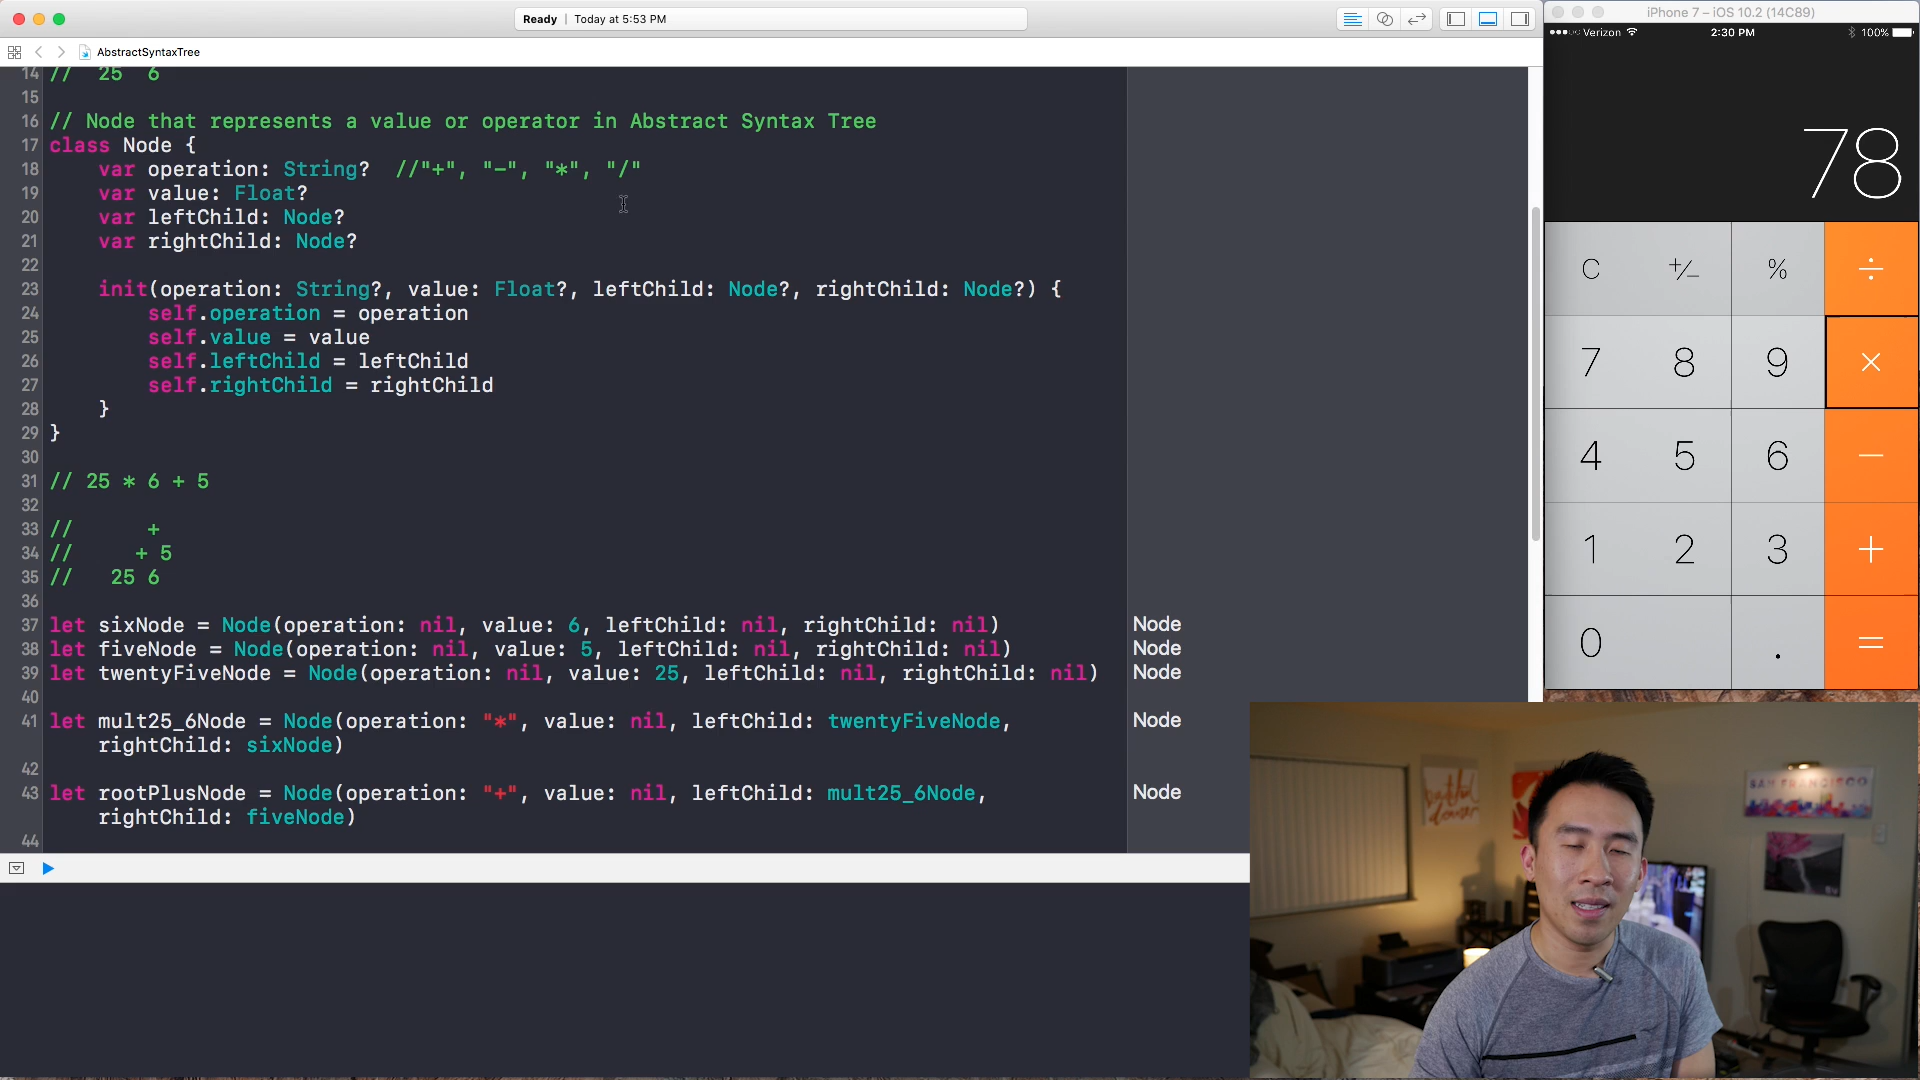 Ready | Today at 5:53 PM
AbstractSyntaxTree
14 // 25 6
15
16 // Node that represents a value or operator in Abstract Syntax Tree
17 class Node {
18 var operation: String? //"+", "-", "*", "/"
19 var value: Float?
20 var leftChild: Node?
21 var rightChild: Node?
22
23 init(operation: String?, value: Float?, leftChild: Node?, rightChild: Node?) {
24 self.operation = operation
25 self.value = value
26 self.leftChild = leftChild
27 self.rightChild = rightChild
28 }
29 }
30
31 // 25 * 6 + 5
32
33 // +
34 // + 5
35 // 25 6
36
37 let sixNode = Node(operation: nil, value: 6, leftChild: nil, rightChild: nil)
Node
38 let fiveNode = Node(operation: nil, value: 5, leftChild: nil, rightChild: nil)
Node
39 let twentyFiveNode = Node(operation: nil, value: 25, leftChild: nil, rightChild: nil)
Node
40
41 let mult25_6Node = Node(operation: "*", value: nil, leftChild: twentyFiveNode,
Node
rightChild: sixNode)
42
43 let rootPlusNode = Node(operation: "+", value: nil, leftChild: mult25_6Node,
Node
rightChild: fiveNode)
44
iPhone 7 – iOS 10.2 (14C89)
Verizon 2:30 PM 100%
78
C +/− % ÷
7 8 9 ×
4 5 6 −
1 2 3 +
0 . =
SAN FRANCISCO